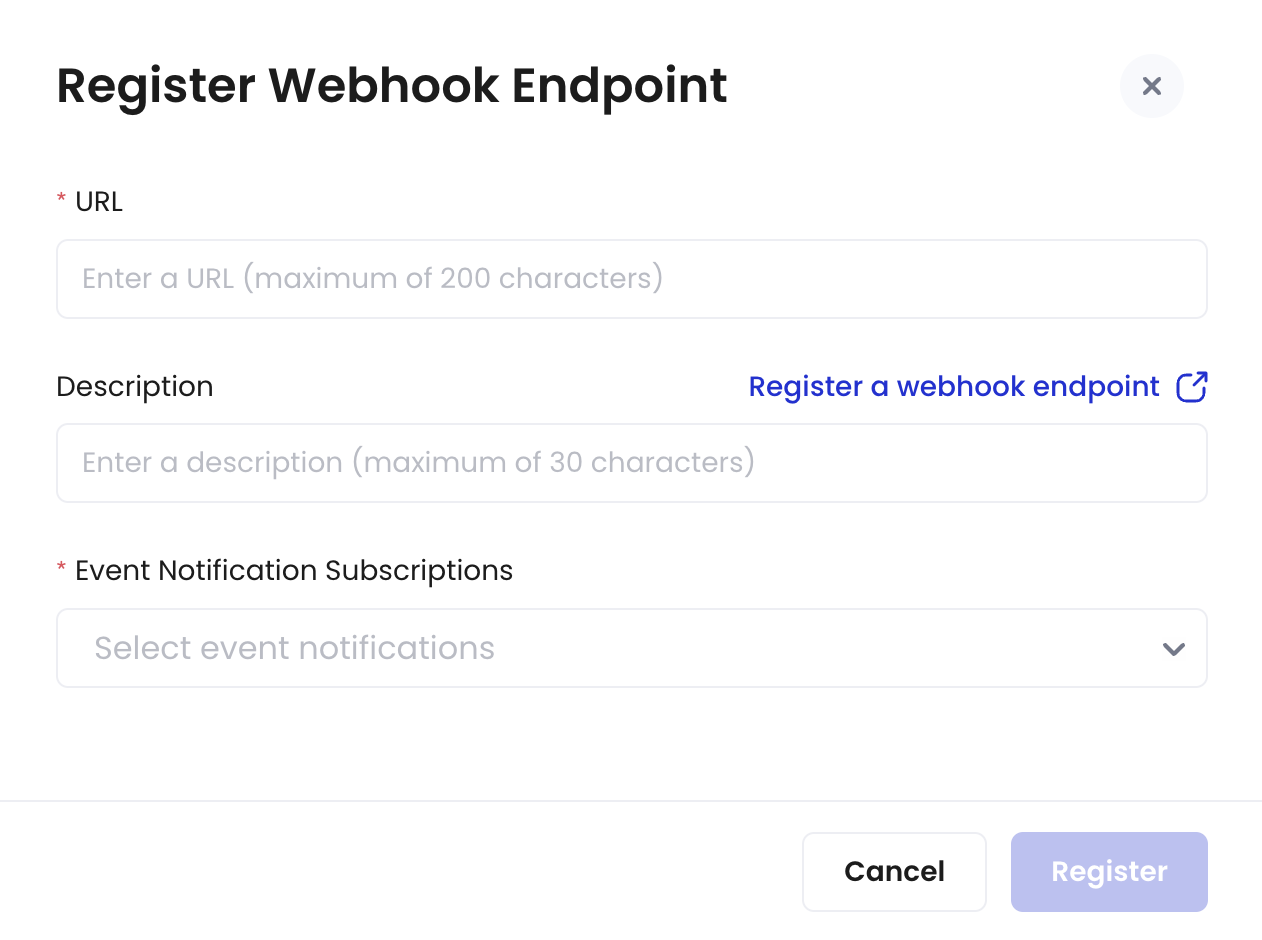 Register Webhook Endpoint
* URL
Enter a URL (maximum of 200 characters)
Description
Register a webhook endpoint
Enter a description (maximum of 30 characters)
* Event Notification Subscriptions
Select event notifications
Cancel
Register